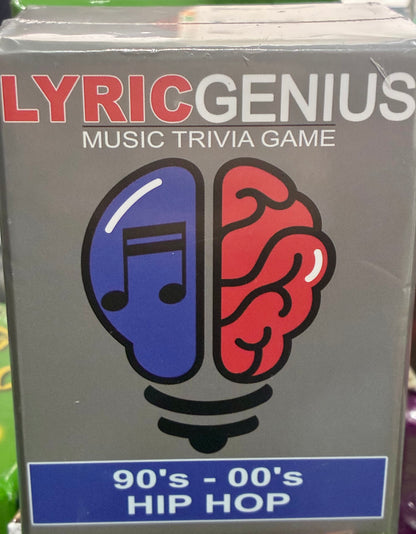 LYRICGENIUS
MUSIC TRIVIA GAME
90's - 00's
HIP HOP